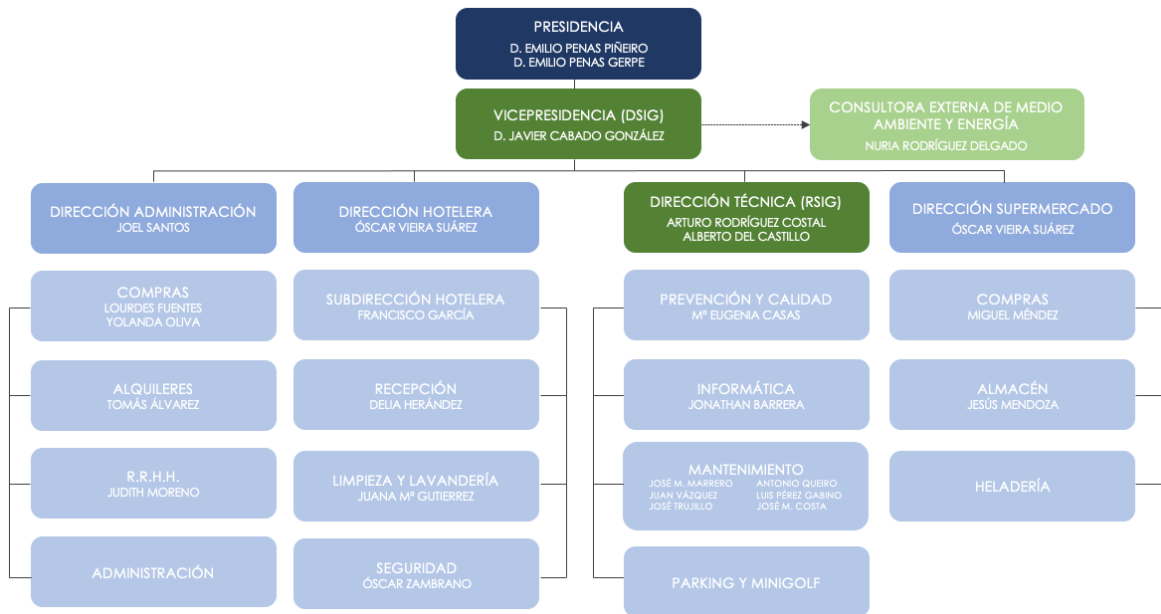 PRESIDENCIA
D. EMILIO PENAS PIÑEIRO
D. EMILIO PENAS GERPE
VICEPRESIDENCIA (DSIG)
D. JAVIER CABADO GONZÁLEZ
CONSULTORA EXTERNA DE MEDIO
AMBIENTE Y ENERGÍA
NURIA RODRÍGUEZ DELGADO
DIRECCIÓN ADMINISTRACIÓN
JOEL SANTOS
COMPRAS
LOURDES FUENTES
YOLANDA OLIVA
ALQUILERES
TOMÁS ÁLVAREZ
R.R.H.H.
JUDITH MORENO
ADMINISTRACIÓN
DIRECCIÓN HOTELERA
ÓSCAR VIEIRA SUÁREZ
SUBDIRECCIÓN HOTELERA
FRANCISCO GARCÍA
RECEPCIÓN
DELIA HERÁNDEZ
LIMPIEZA Y LAVANDERÍA
JUANA Mª GUTIERREZ
SEGURIDAD
ÓSCAR ZAMBRANO
DIRECCIÓN TÉCNICA (RSIG)
ARTURO RODRÍGUEZ COSTAL
ALBERTO DEL CASTILLO
PREVENCIÓN Y CALIDAD
Mª EUGENIA CASAS
INFORMÁTICA
JONATHAN BARRERA
MANTENIMIENTO
JOSÉ M. MARRERO
JUAN VÁZQUEZ
JOSÉ TRUJILLO
ANTONIO QUEIRO
LUIS PÉREZ GABINO
JOSÉ M. COSTA
PARKING Y MINIGOLF
DIRECCIÓN SUPERMERCADO
ÓSCAR VIEIRA SUÁREZ
COMPRAS
MIGUEL MÉNDEZ
ALMACÉN
JESÚS MENDOZA
HELADERÍA